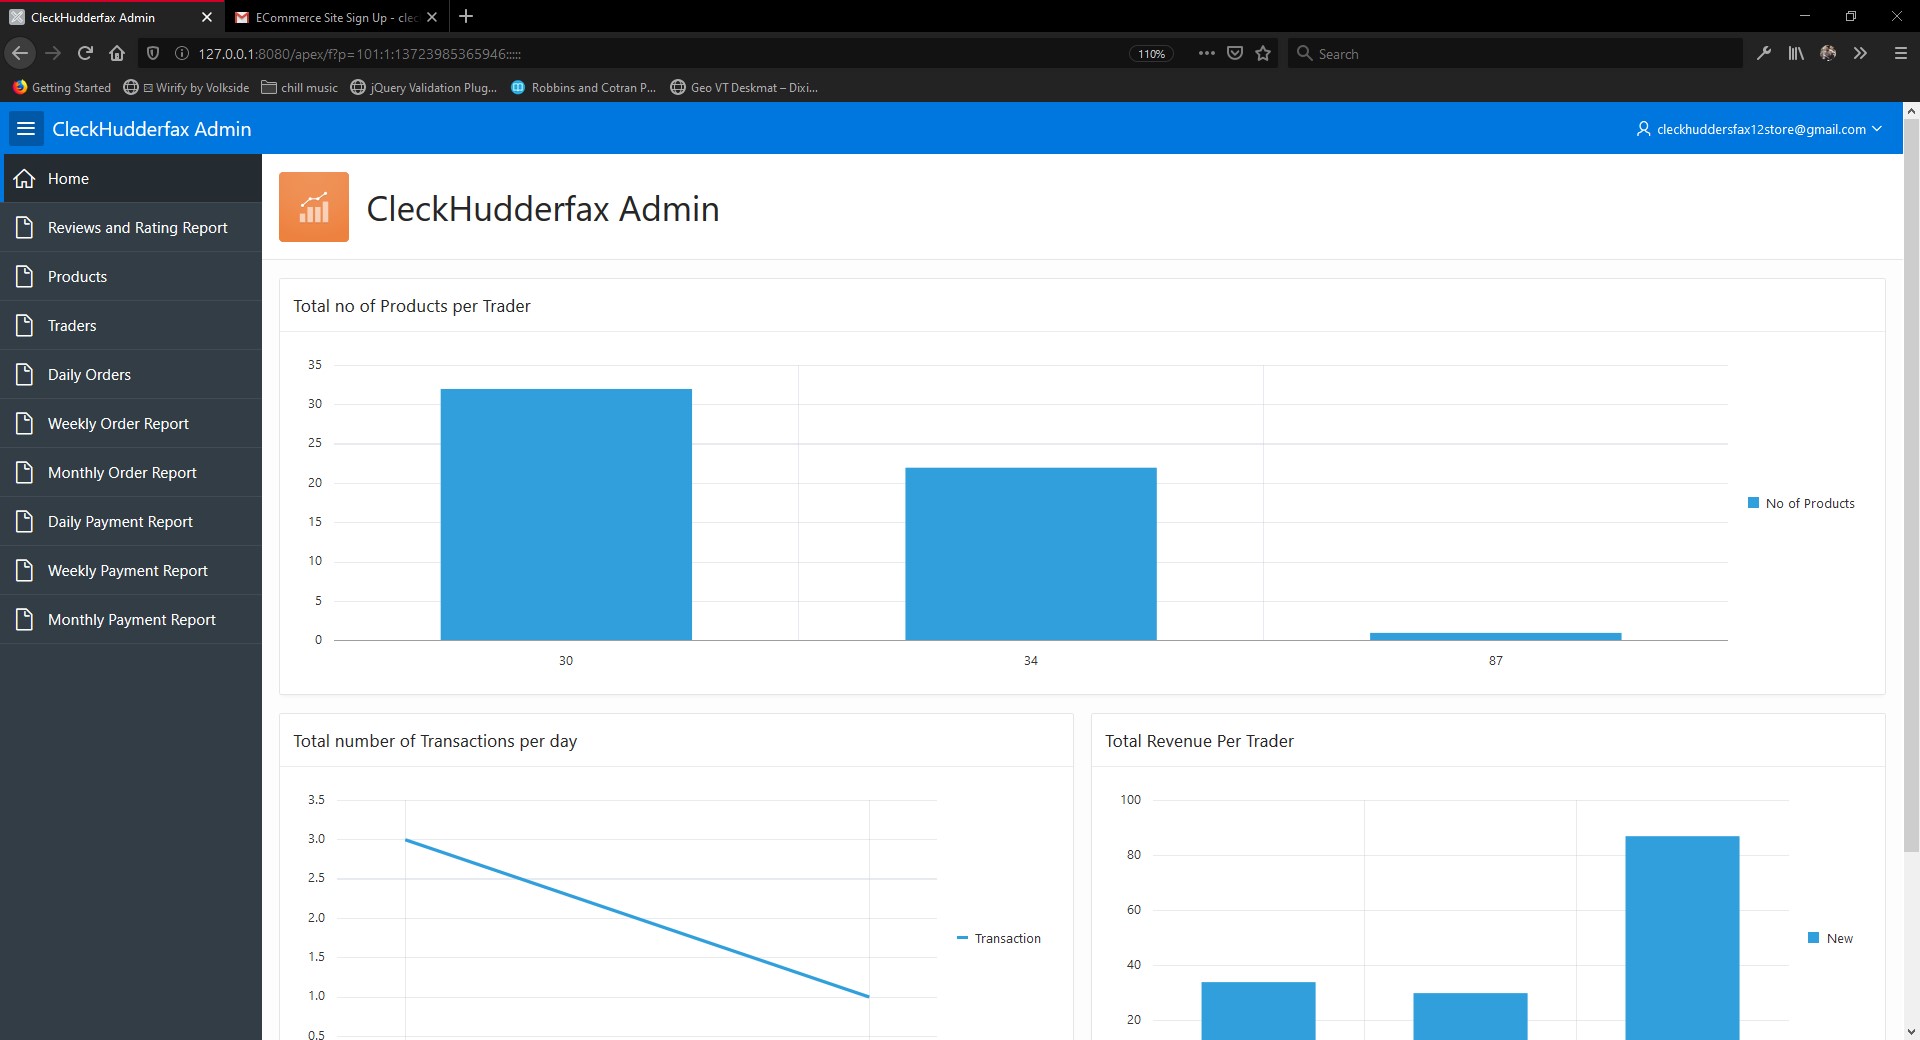 CleckHudderfax Admin
ECommerce Site Sign Up - clec
127.0.0.1:8080/apex/f?p=101:1:13723985365946:::::
110%
Search
Getting Started
Wirify by Volkside
chill music
jQuery Validation Plug...
Robbins and Cotran P...
Geo VT Deskmat – Dixi...
CleckHudderfax Admin
cleckhuddersfax12store@gmail.com
Home
Reviews and Rating Report
Products
Traders
Daily Orders
Weekly Order Report
Monthly Order Report
Daily Payment Report
Weekly Payment Report
Monthly Payment Report
CleckHudderfax Admin
Total no of Products per Trader
35
30
25
20
15
10
5
0
30
34
87
No of Products
Total number of Transactions per day
3.5
3.0
2.5
2.0
1.5
1.0
0.5
Transaction
Total Revenue Per Trader
100
80
60
40
20
New